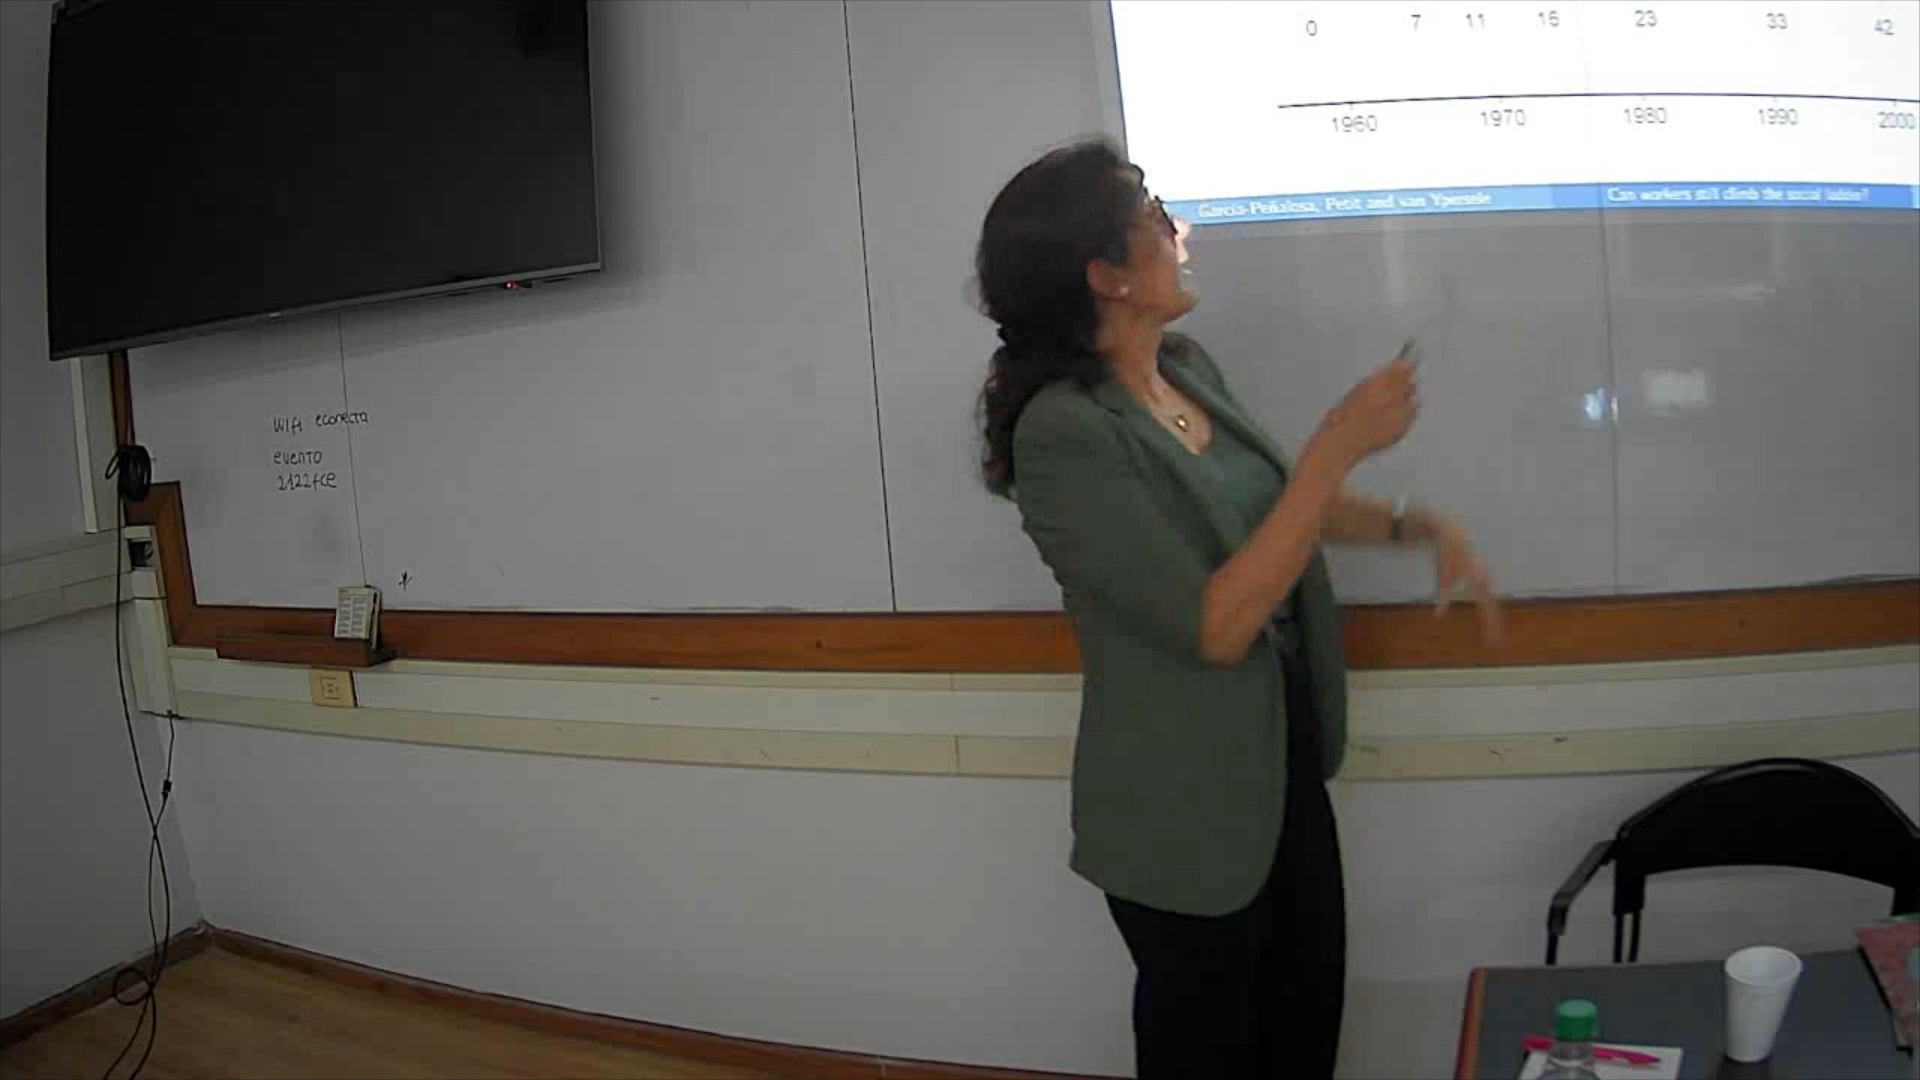 0 7 11 16 23 33 42
1960 1970 1980 1990 2000
García-Peñalosa, Petit and van Ypersele
Can workers still climb the social ladder?
Wifi econecta
evento
2122fce